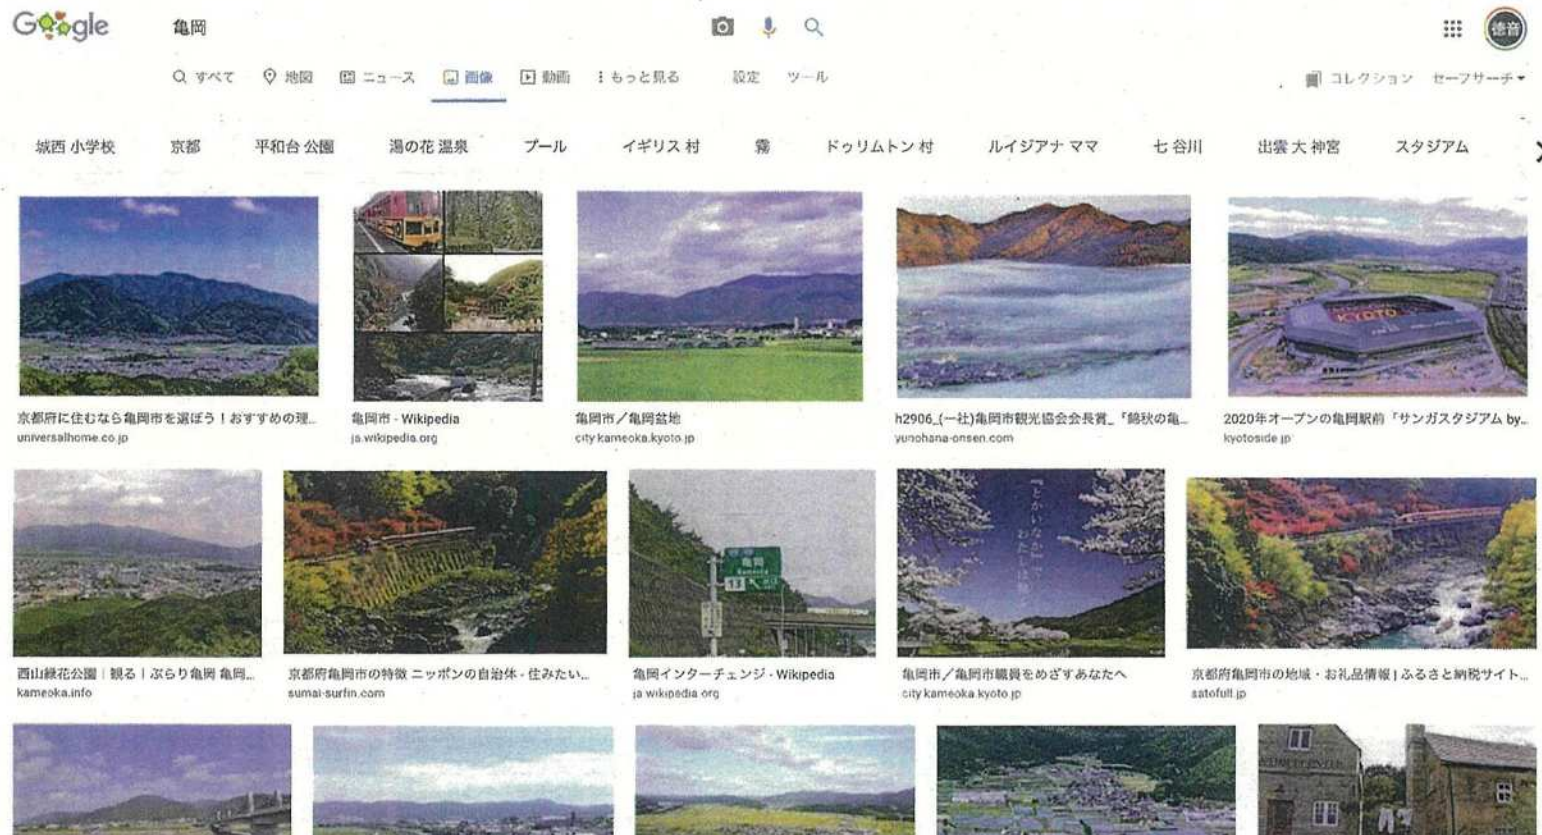 Google
亀岡
すべて 地図 ニュース 画像 動画 もっと見る 設定 ツール
コレクション セーフサーチ
徳音
城西 小学校 京都 平和台 公園 湯の花 温泉 プール イギリス 村 霧 ドゥリムトン 村 ルイジアナ ママ 七 谷川 出雲 大 神宮 スタジアム
KYOTO
京都府に住むなら亀岡市を選ぼう！おすすめの理...
universalhome.co.jp
亀岡市 - Wikipedia
ja.wikipedia.org
亀岡市／亀岡盆地
city.kameoka.kyoto.jp
h2906_(一社)亀岡市観光協会会長賞_「錦秋の亀...
yunohana-onsen.com
2020年オープンの亀岡駅前「サンガスタジアム by...
kyotoside.jp
亀岡
Kameoka
11
『とかいなか』で
西山緑花公園｜観る｜ぶらり亀岡 亀岡...
kameoka.info
京都府亀岡市の特徴 ニッポンの自治体 - 住みたい...
sumai-surfin.com
亀岡インターチェンジ - Wikipedia
ja.wikipedia.org
亀岡市／亀岡市職員をめざすあなたへ
city.kameoka.kyoto.jp
京都府亀岡市の地域・お礼品情報 | ふるさと納税サイト...
satofull.jp